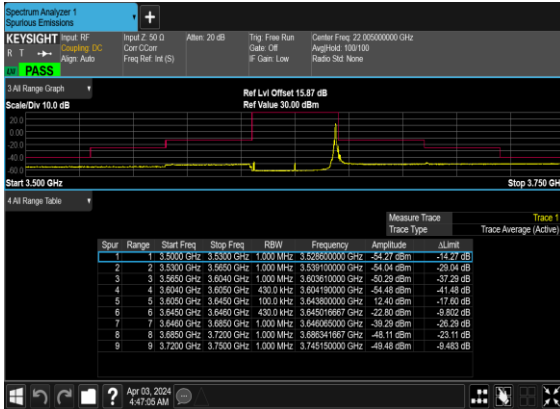 Spectrum Analyzer 1
Spurious Emissions
+
KEYSIGHT
R T
LXI PASS
Input: RF
Coupling: DC
Align: Auto
Input Z: 50 Ω
Corr CCorr
Freq Ref: Int (S)
Atten: 20 dB
Trig: Free Run
Gate: Off
IF Gain: Low
Center Freq: 22.005000000 GHz
Avg|Hold: 100/100
Radio Std: None
3 All Range Graph
Scale/Div 10.0 dB
Ref Lvl Offset 15.87 dB
Ref Value 30.00 dBm
20.0
0.00
-20.0
-40.0
-60.0
Start 3.500 GHz
Stop 3.750 GH
4 All Range Table
Measure Trace Trace 1
Trace Type Trace Average (Active)
Spur Range Start Freq Stop Freq RBW Frequency Amplitude ΔLimit
1 1 3.5000 GHz 3.5300 GHz 1.000 MHz 3.528600000 GHz -54.27 dBm -14.27 dB
2 2 3.5300 GHz 3.5650 GHz 1.000 MHz 3.539100000 GHz -54.04 dBm -29.04 dB
3 3 3.5650 GHz 3.6040 GHz 1.000 MHz 3.603610000 GHz -50.29 dBm -37.29 dB
4 4 3.6040 GHz 3.6050 GHz 430.0 kHz 3.604190000 GHz -54.48 dBm -41.48 dB
5 5 3.6050 GHz 3.6450 GHz 100.0 kHz 3.643800000 GHz 12.40 dBm -17.60 dB
6 6 3.6450 GHz 3.6460 GHz 430.0 kHz 3.645016667 GHz -22.80 dBm -9.802 dB
7 7 3.6460 GHz 3.6850 GHz 1.000 MHz 3.646065000 GHz -39.29 dBm -26.29 dB
8 8 3.6850 GHz 3.7200 GHz 1.000 MHz 3.686341667 GHz -48.11 dBm -23.11 dB
9 9 3.7200 GHz 3.7500 GHz 1.000 MHz 3.745150000 GHz -49.48 dBm -9.483 dB
?
Apr 03, 2024
4:47:05 AM